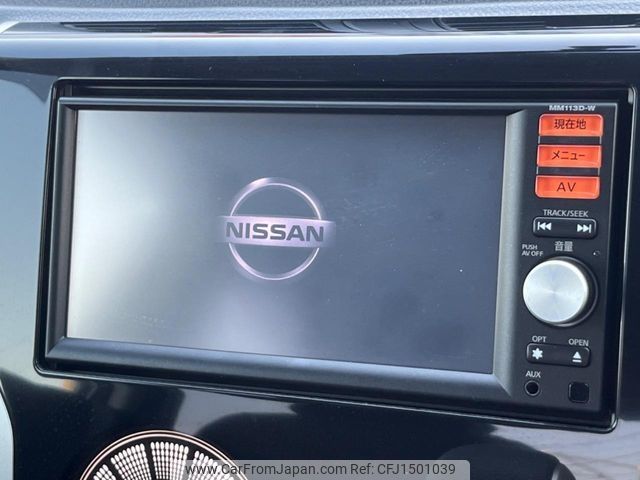 MM113D-W
現在地
メニュー
AV
TRACK/SEEK
NISSAN
PUSH
AV OFF
音量
OPT
OPEN
AUX
www.CarFromJapan.com - CFJ1501039